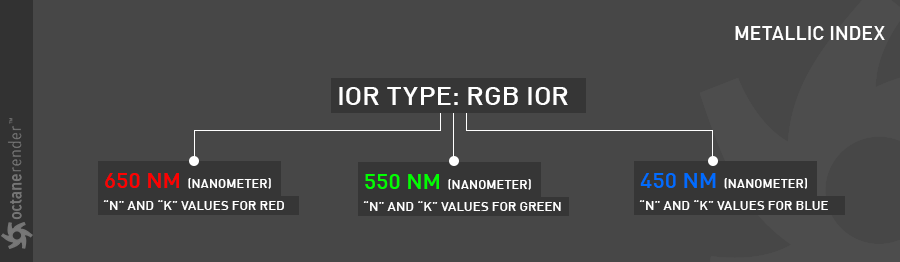 METALLIC INDEX
IOR TYPE: RGB IOR
650 NM (NANOMETER)
“N” AND “K” VALUES FOR RED
550 NM (NANOMETER)
“N” AND “K” VALUES FOR GREEN
450 NM (NANOMETER)
“N” AND “K” VALUES FOR BLUE
octanerender™